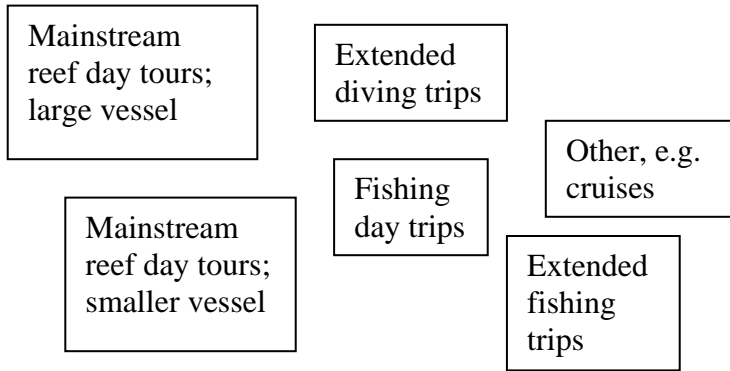 Mainstream
reef day tours;
large vessel
Extended
diving trips
Other, e.g.
cruises
Fishing
day trips
Mainstream
reef day tours;
smaller vessel
Extended
fishing
trips